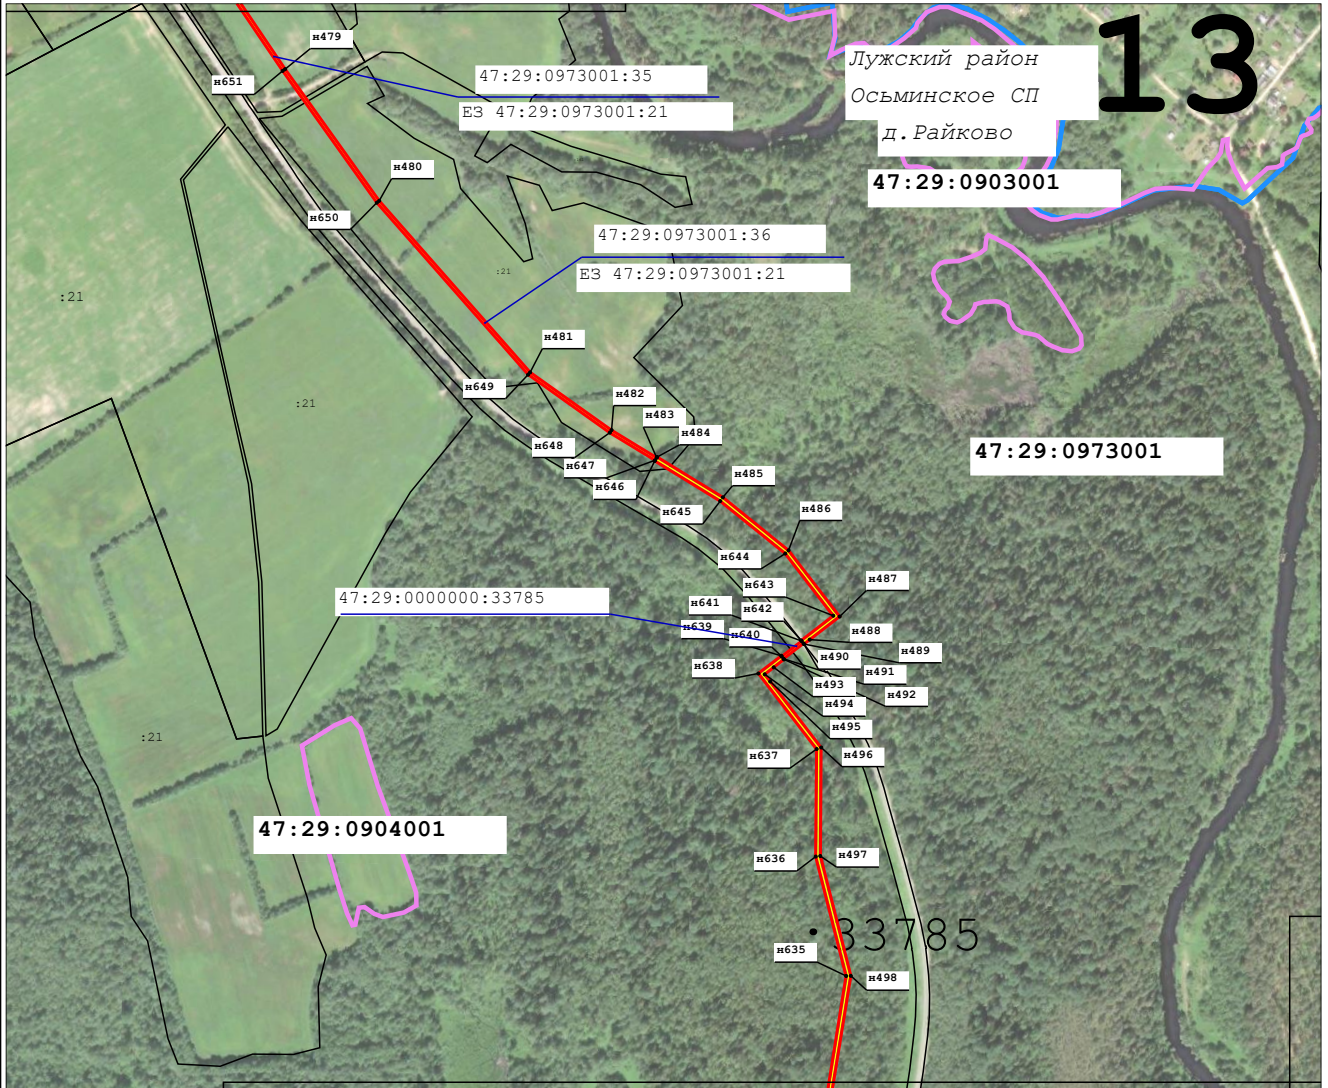 13
Лужский район
Осьминское СП
д.Райково
47:29:0903001
н479
н651
47:29:0973001:35
ЕЗ 47:29:0973001:21
н480
н650
47:29:0973001:36
ЕЗ 47:29:0973001:21
:21
:21
н481
н649
н482
:21
н483
н484
н648
н647
47:29:0973001
н646
н485
н645
н486
н644
н643
н487
47:29:0000000:33785
н641
н642
н639
н640
н488
н489
н490
н638
н491
н493
н492
н494
н495
:21
н637
н496
47:29:0904001
н636
н497
:33785
н635
н498